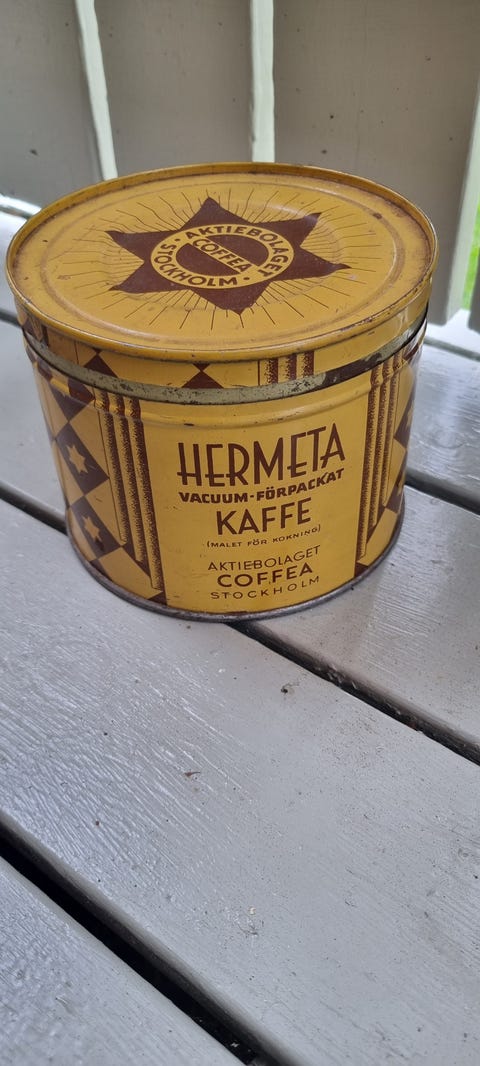 · AKTIEBOLAGET ·
COFFEA
STOCKHOLM
HERMETA
VACUUM-FÖRPACKAT
KAFFE
(MALET FÖR KOKNING)
AKTIEBOLAGET
COFFEA
STOCKHOLM